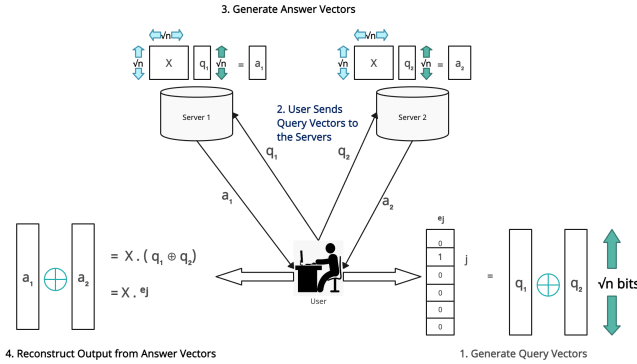 3. Generate Answer Vectors
√n
√n X q1 √n = a1
√n
√n X q2 √n = a2
Server 1
Server 2
2. User Sends
Query Vectors to
the Servers
q1
q2
a1
a2
ej
0
1 j
0
0
0
0
=
q1 ⊕ q2 √n bits
a1 ⊕ a2 = X . ( q1 ⊕ q2)
= X . ej
User
4. Reconstruct Output from Answer Vectors
1. Generate Query Vectors